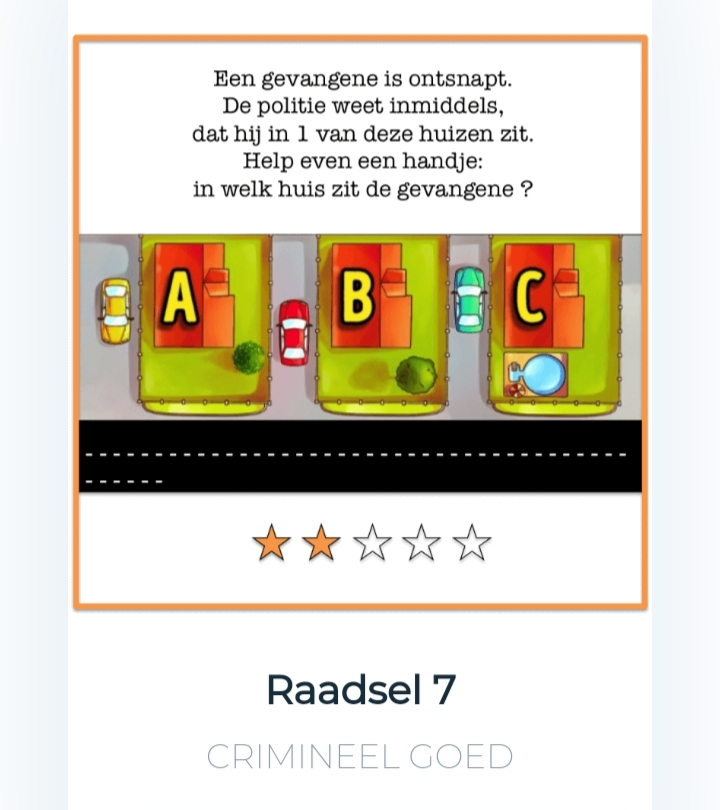 Een gevangene is ontsnapt.
De politie weet inmiddels,
dat hij in 1 van deze huizen zit.
Help even een handje:
in welk huis zit de gevangene ?
A B C
Raadsel 7
CRIMINEEL GOED